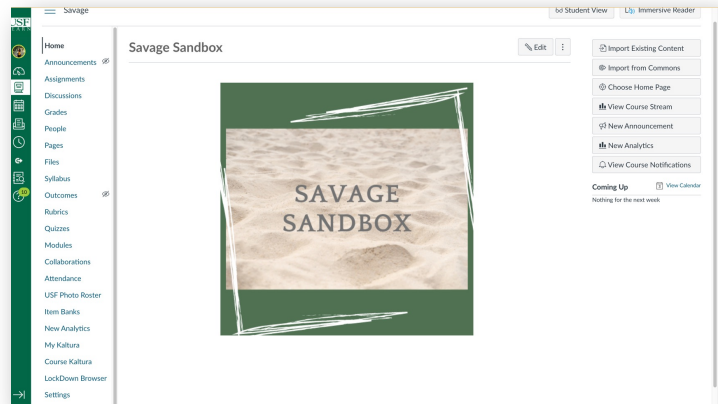 USF
LEARN
Savage
Student View
Immersive Reader
Home
Announcements
Assignments
Discussions
Grades
People
Pages
Files
Syllabus
Outcomes
Rubrics
Quizzes
Modules
Collaborations
Attendance
USF Photo Roster
Item Banks
New Analytics
My Kaltura
Course Kaltura
LockDown Browser
Settings
10
Savage Sandbox
Edit
SAVAGE
SANDBOX
Import Existing Content
Import from Commons
Choose Home Page
View Course Stream
New Announcement
New Analytics
View Course Notifications
Coming Up
View Calendar
Nothing for the next week